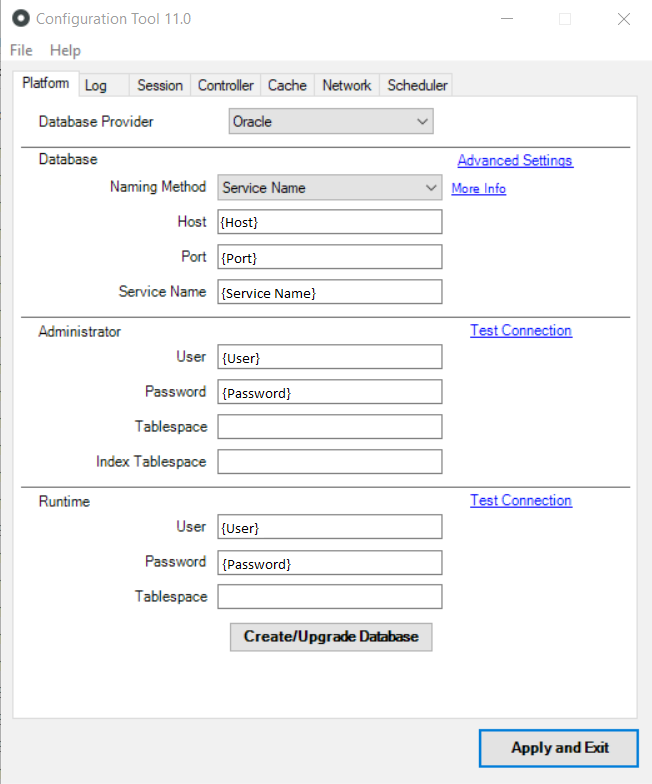 Configuration Tool 11.0
File Help
Platform Log Session Controller Cache Network Scheduler
Database Provider Oracle
Database Advanced Settings
Naming Method Service Name More Info
Host {Host}
Port {Port}
Service Name {Service Name}
Administrator Test Connection
User {User}
Password {Password}
Tablespace
Index Tablespace
Runtime Test Connection
User {User}
Password {Password}
Tablespace
Create/Upgrade Database
Apply and Exit